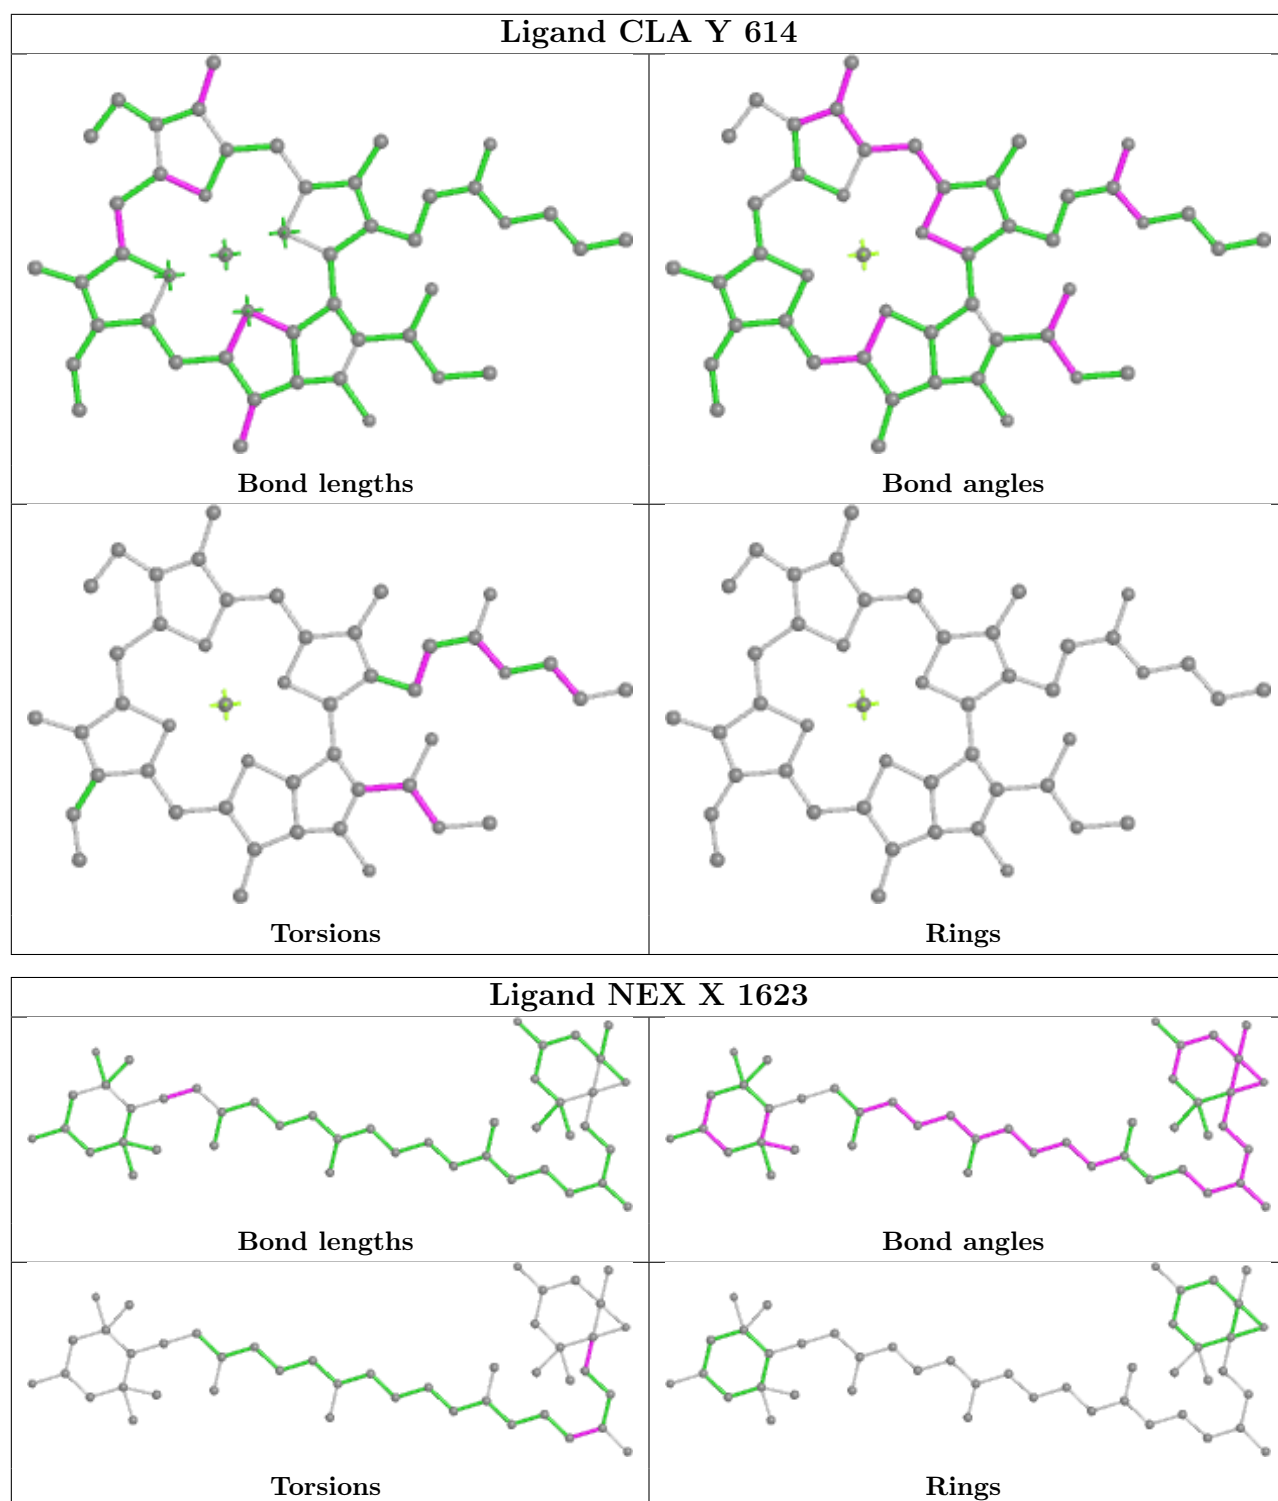 Ligand CLA Y 614
Bond lengths
Bond angles
Torsions
Rings
Ligand NEX X 1623
Bond lengths
Bond angles
Torsions
Rings